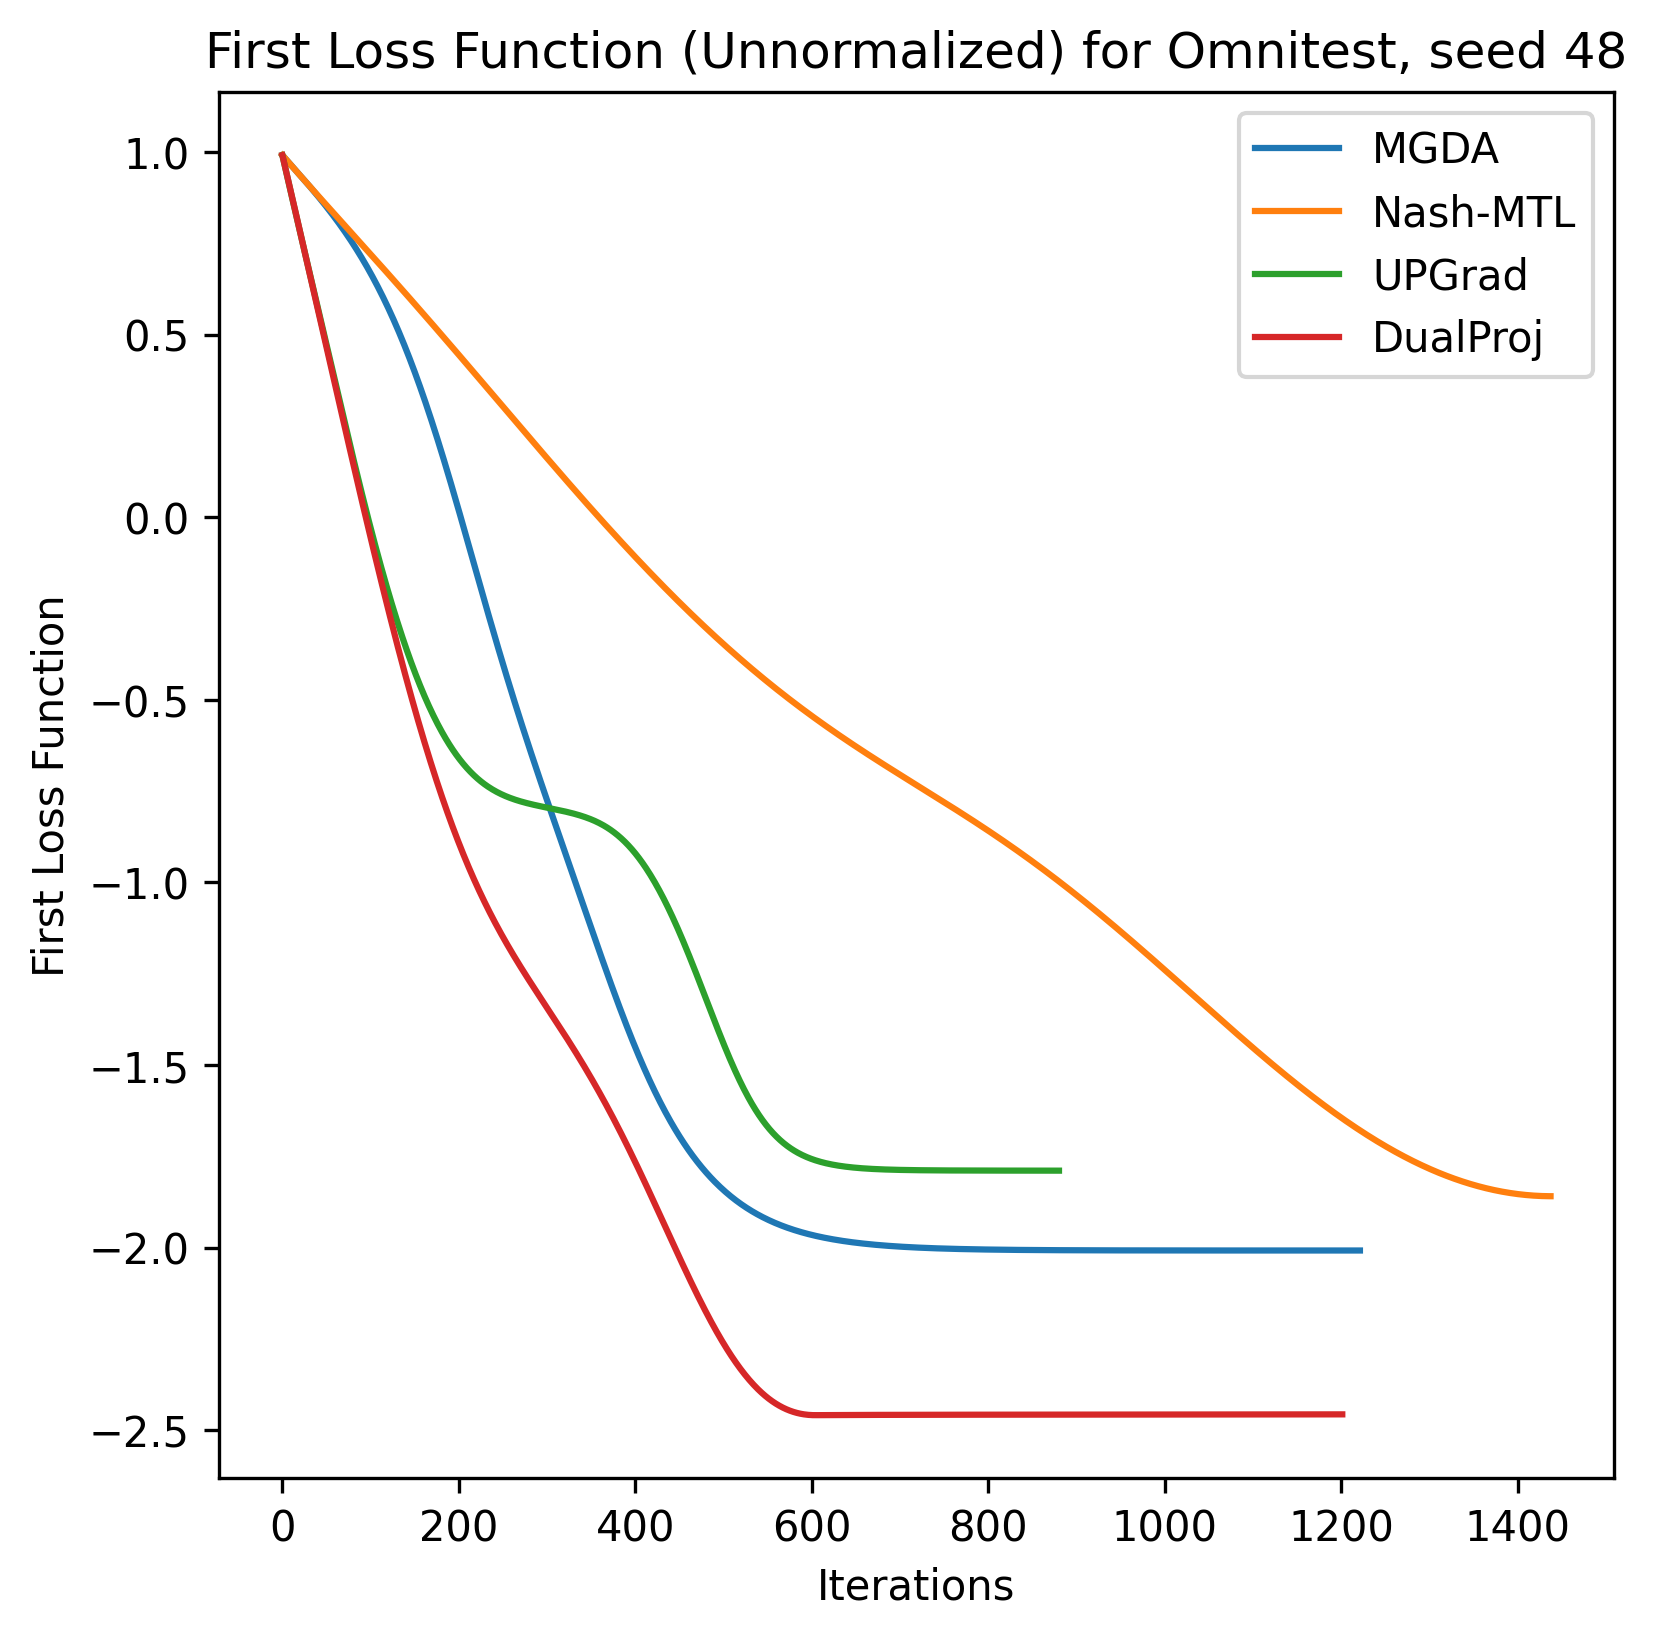 First Loss Function (Unnormalized) for Omnitest, seed 48
MGDA
Nash-MTL
UPGrad
DualProj
First Loss Function
1.0
0.5
0.0
−0.5
−1.0
−1.5
−2.0
−2.5
0 200 400 600 800 1000 1200 1400
Iterations